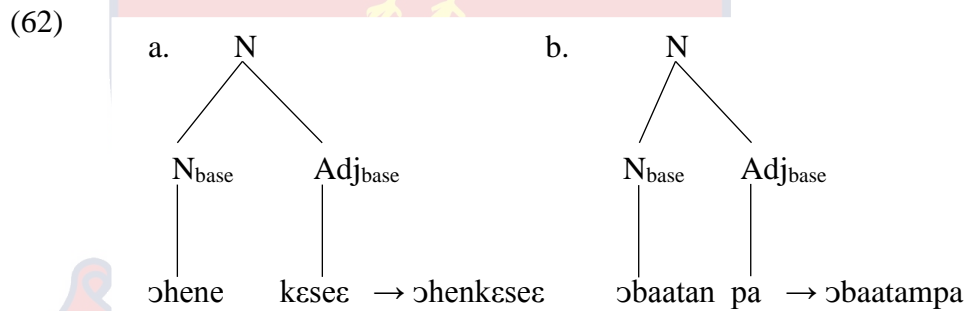 (62)
a. N b. N
N_base Adj_base N_base Adj_base
ɔhene kɛseɛ → ɔhenkɛseɛ ɔbaatan pa → ɔbaatampa